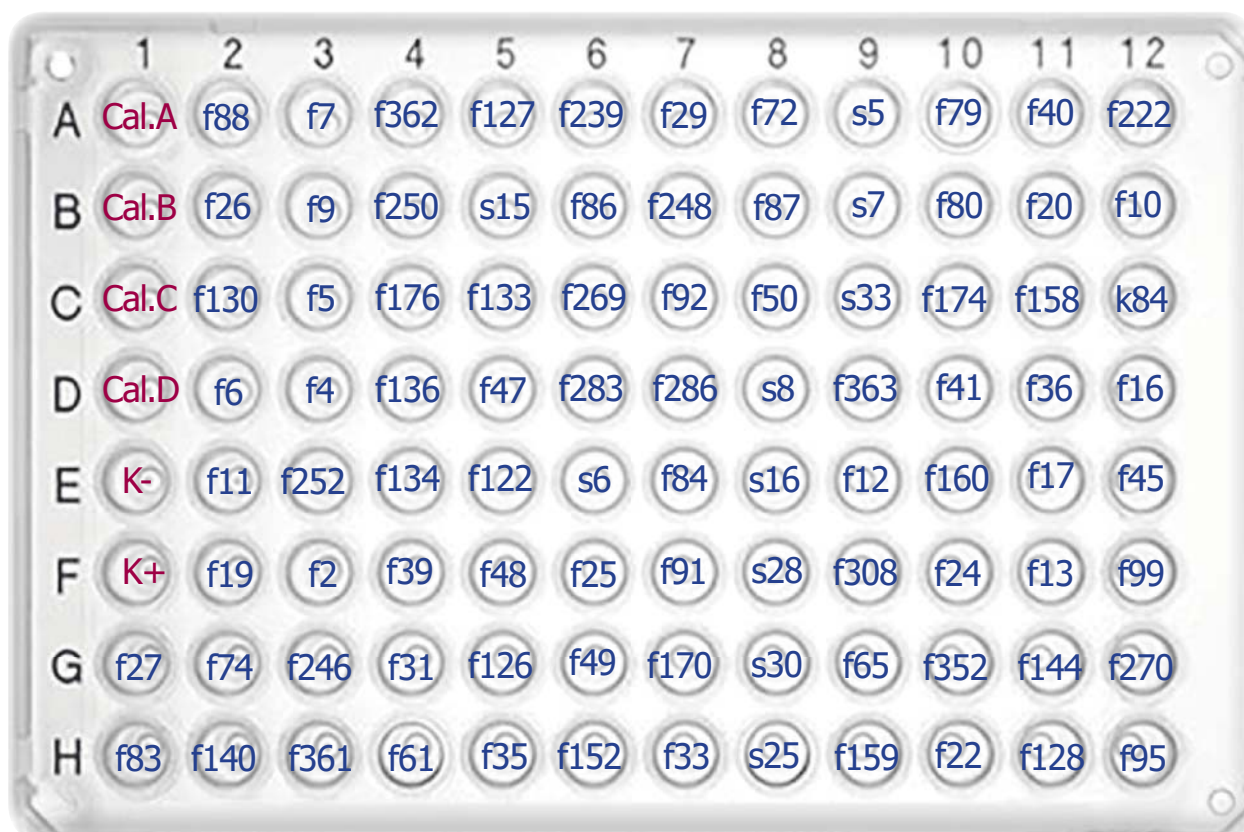 1 2 3 4 5 6 7 8 9 10 11 12
A Cal.A f88 f7 f362 f127 f239 f29 f72 s5 f79 f40 f222
B Cal.B f26 f9 f250 s15 f86 f248 f87 s7 f80 f20 f10
C Cal.C f130 f5 f176 f133 f269 f92 f50 s33 f174 f158 k84
D Cal.D f6 f4 f136 f47 f283 f286 s8 f363 f41 f36 f16
E K- f11 f252 f134 f122 s6 f84 s16 f12 f160 f17 f45
F K+ f19 f2 f39 f48 f25 f91 s28 f308 f24 f13 f99
G f27 f74 f246 f31 f126 f49 f170 s30 f65 f352 f144 f270
H f83 f140 f361 f61 f35 f152 f33 s25 f159 f22 f128 f95